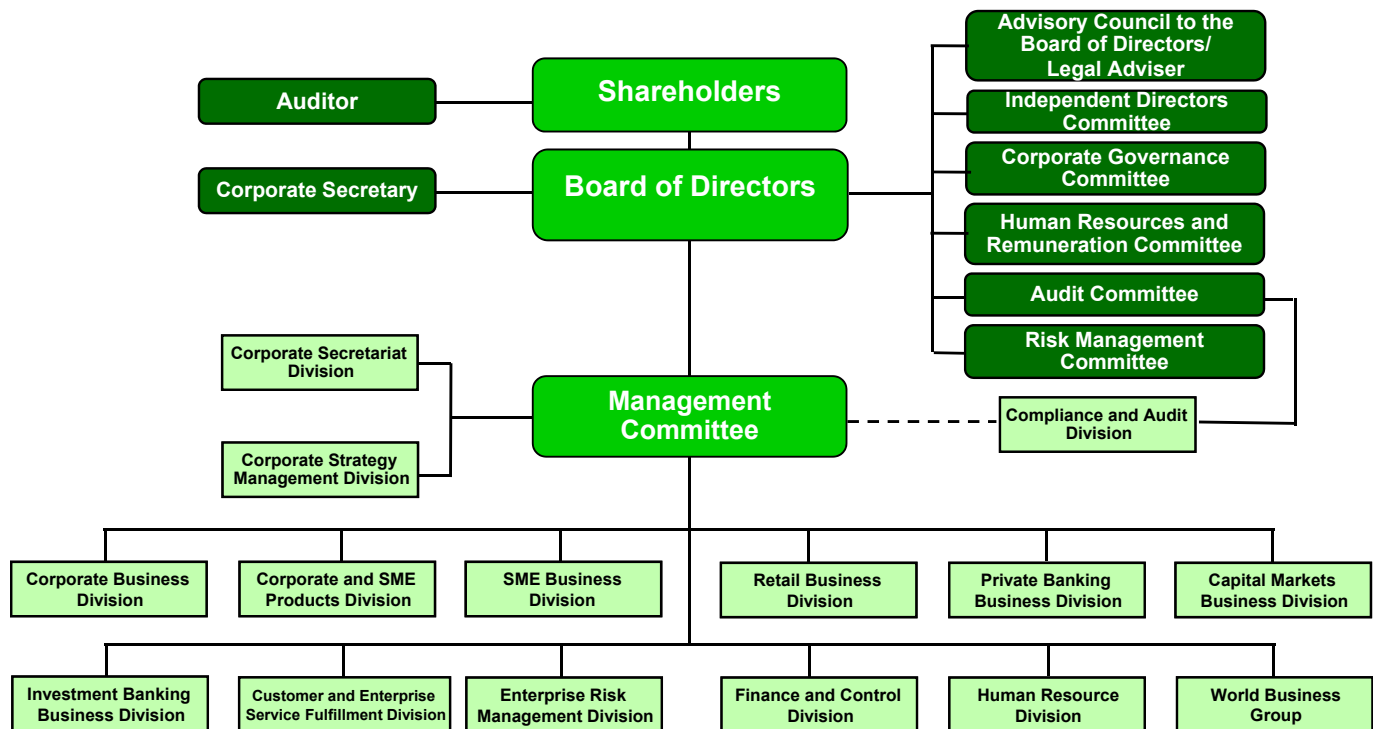 Advisory Council to the
Board of Directors/
Legal Adviser
Shareholders
Auditor
Independent Directors
Committee
Corporate Governance
Committee
Board of Directors
Corporate Secretary
Human Resources and
Remuneration Committee
Audit Committee
Risk Management
Committee
Corporate Secretariat
Division
Management
Committee
Compliance and Audit
Division
Corporate Strategy
Management Division
Corporate Business
Division
Corporate and SME
Products Division
SME Business
Division
Retail Business
Division
Private Banking
Business Division
Capital Markets
Business Division
Investment Banking
Business Division
Customer and Enterprise
Service Fulfillment Division
Enterprise Risk
Management Division
Finance and Control
Division
Human Resource
Division
World Business
Group